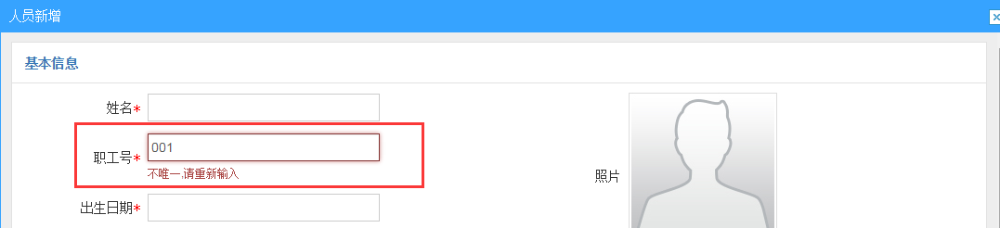 人员新增
基本信息
姓名*
职工号* 001
不唯一,请重新输入
出生日期*
照片